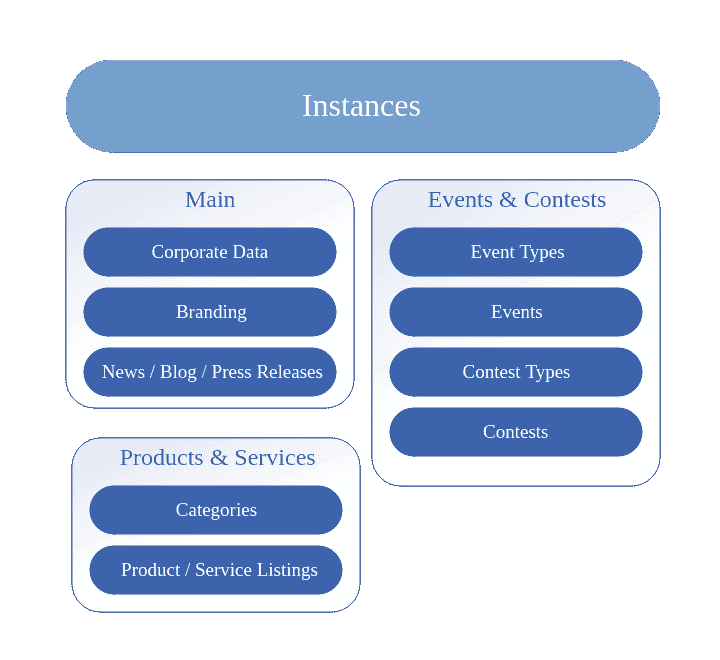 Instances
Main
Corporate Data
Branding
News / Blog / Press Releases
Events & Contests
Event Types
Events
Contest Types
Contests
Products & Services
Categories
Product / Service Listings